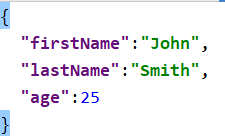 {
"firstName":"John",
"lastName":"Smith",
"age":25
}